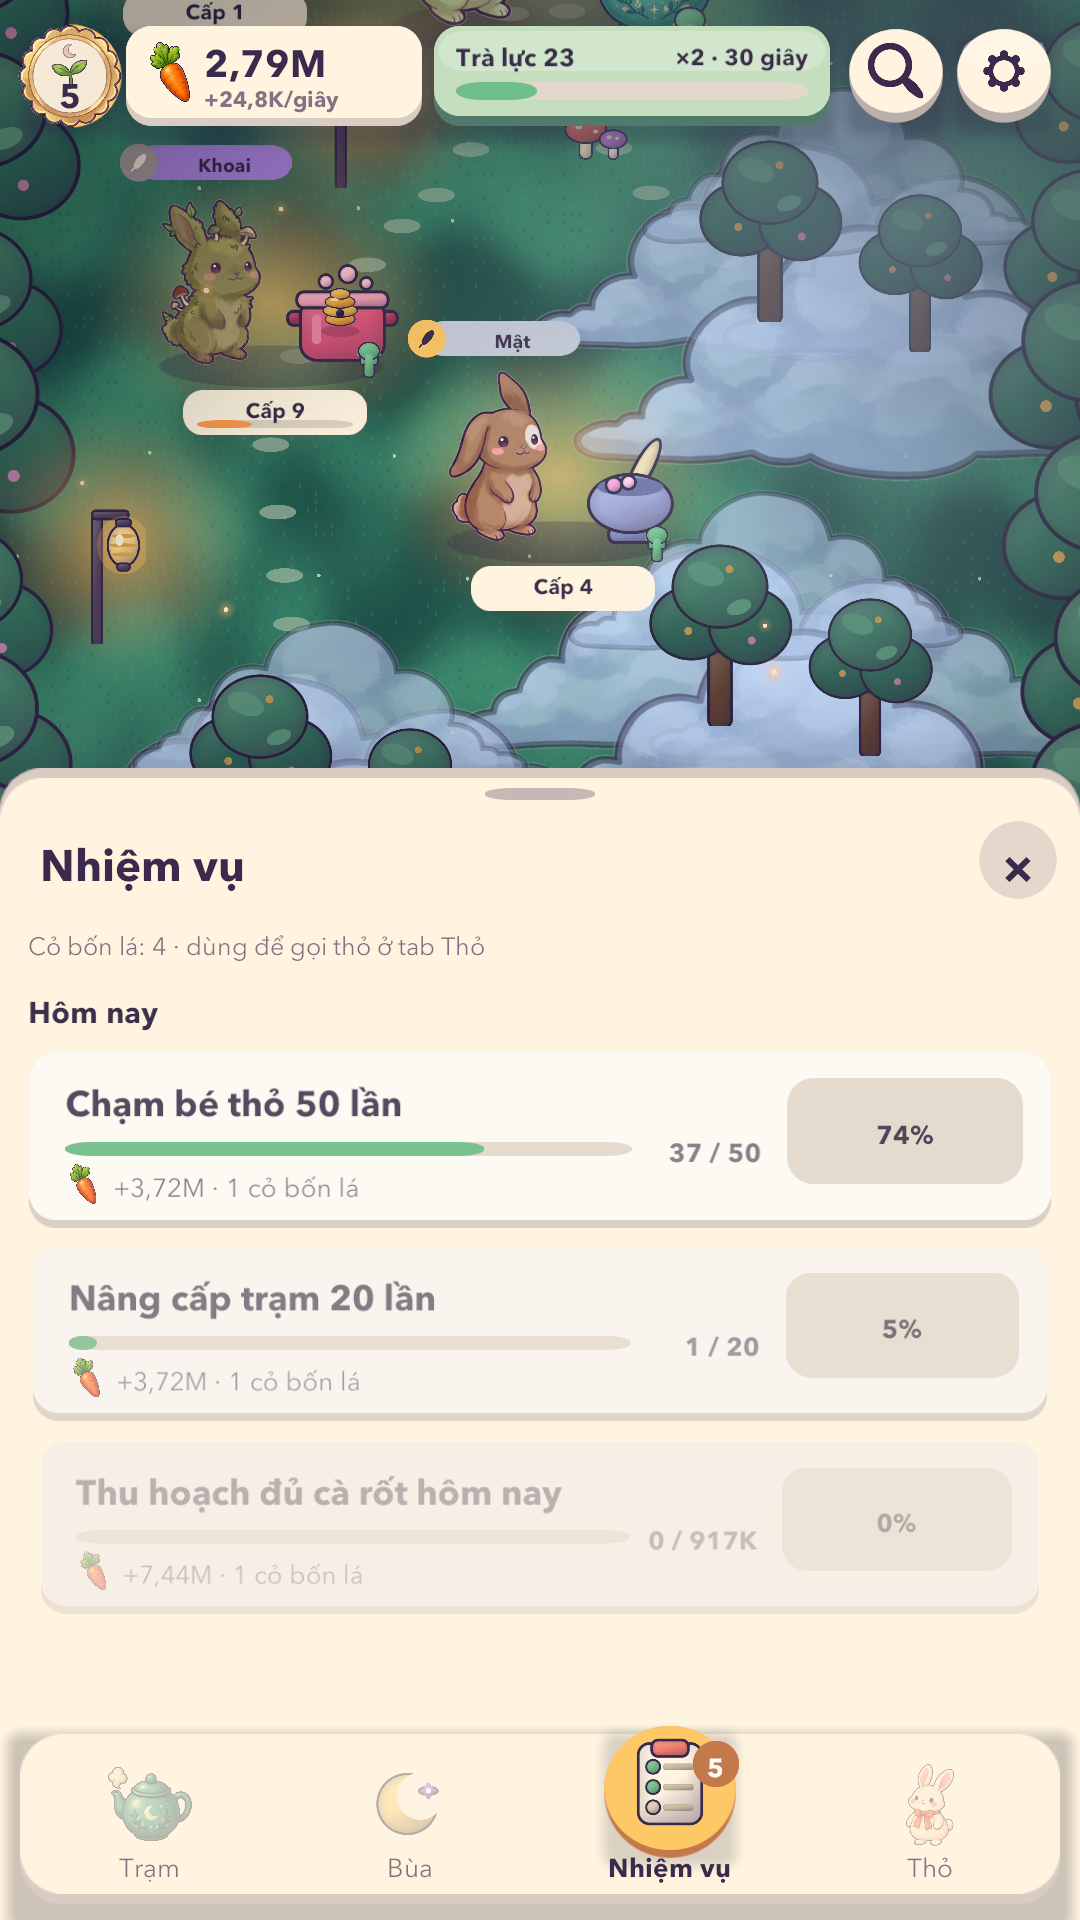 Cấp 1
5
2,79M
+24,8K/giây
Trà lực 23
×2 · 30 giây
Khoai
Mật
Cấp 9
Cấp 4
Nhiệm vụ
Cỏ bốn lá: 4 · dùng để gọi thỏ ở tab Thỏ
Hôm nay
Chạm bé thỏ 50 lần
37 / 50
74%
+3,72M · 1 cỏ bốn lá
Nâng cấp trạm 20 lần
1 / 20
5%
+3,72M · 1 cỏ bốn lá
Thu hoạch đủ cà rốt hôm nay
0 / 917K
0%
+7,44M · 1 cỏ bốn lá
5
Trạm
Bùa
Nhiệm vụ
Thỏ